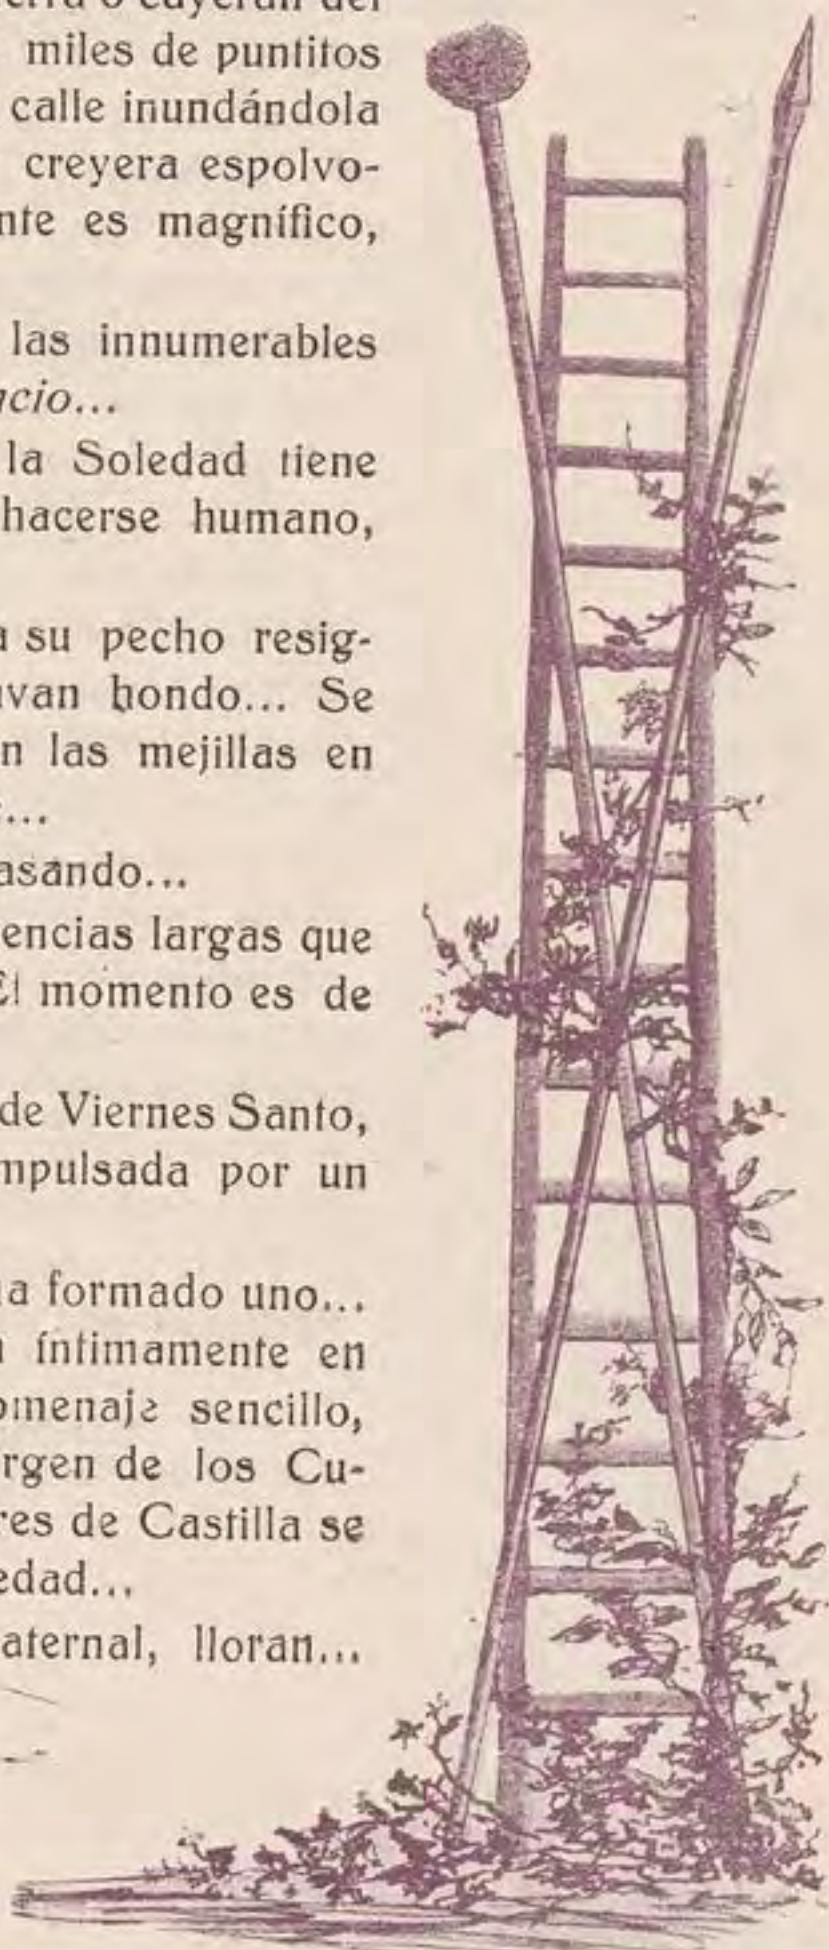 o cayeran del
miles de puntitos
calle inundándola
creyera espolvo-
nte es magnífico,
las innumerables
cio...
la Soledad tiene
hacerse humano,
su pecho resig-
van hondo... Se
n las mejillas en
...
asando...
encias largas que
El momento es de
de Viernes Santo,
mpulsada por un
a formado uno...
íntimamente en
omenaje sencillo,
rgen de los Cu-
res de Castilla se
edad...
aternal, lloran...